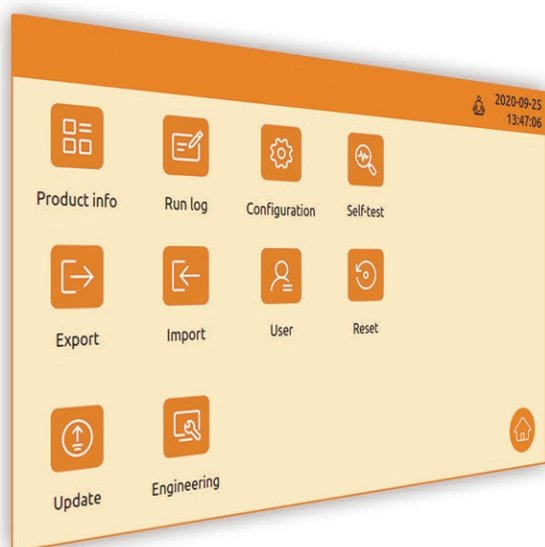 2020-09-25
13:47:06
Product info
Run log
Configuration
Self-test
Export
Import
User
Reset
Update
Engineering